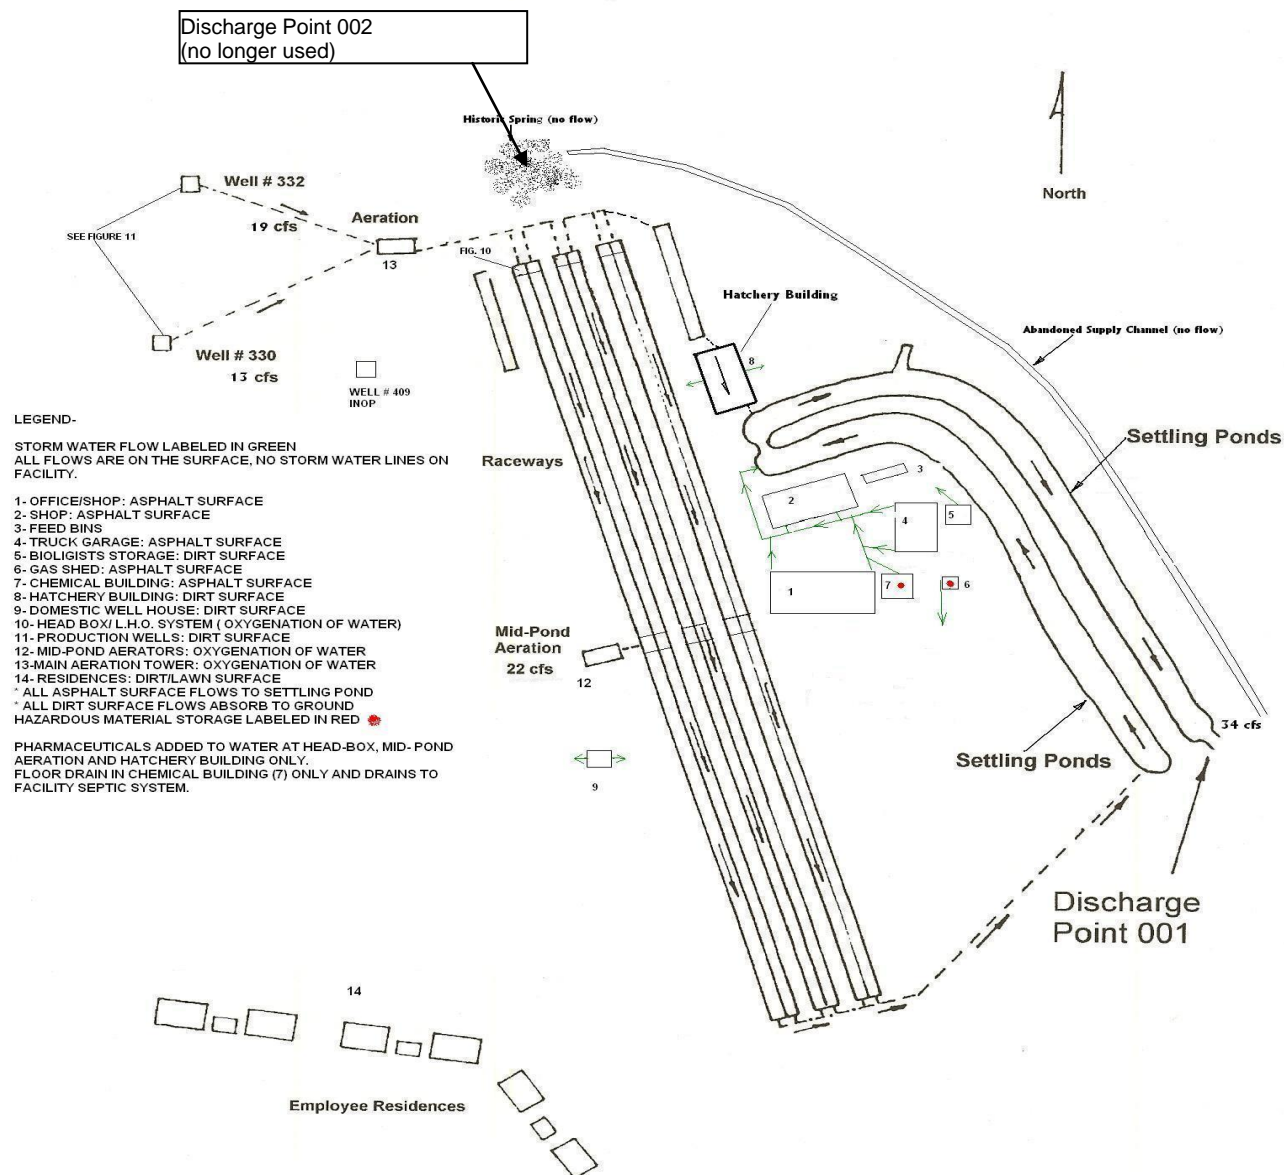 Discharge Point 002
(no longer used)
Historic Spring (no flow)
North
Well # 332
19 cfs
Aeration
13
SEE FIGURE 11
FIG. 10
Well # 330
13 cfs
WELL # 409
INOP
Hatchery Building
8
Abandoned Supply Channel (no flow)
Settling Ponds
LEGEND-
STORM WATER FLOW LABELED IN GREEN
ALL FLOWS ARE ON THE SURFACE, NO STORM WATER LINES ON
FACILITY.
1- OFFICE/SHOP: ASPHALT SURFACE
2- SHOP: ASPHALT SURFACE
3- FEED BINS
4- TRUCK GARAGE: ASPHALT SURFACE
5- BIOLIGISTS STORAGE: DIRT SURFACE
6- GAS SHED: ASPHALT SURFACE
7- CHEMICAL BUILDING: ASPHALT SURFACE
8- HATCHERY BUILDING: DIRT SURFACE
9- DOMESTIC WELL HOUSE: DIRT SURFACE
10- HEAD BOX/ L.H.O. SYSTEM ( OXYGENATION OF WATER)
11- PRODUCTION WELLS: DIRT SURFACE
12- MID-POND AERATORS: OXYGENATION OF WATER
13-MAIN AERATION TOWER: OXYGENATION OF WATER
14- RESIDENCES: DIRT/LAWN SURFACE
* ALL ASPHALT SURFACE FLOWS TO SETTLING POND
* ALL DIRT SURFACE FLOWS ABSORB TO GROUND
HAZARDOUS MATERIAL STORAGE LABELED IN RED
PHARMACEUTICALS ADDED TO WATER AT HEAD-BOX, MID- POND
AERATION AND HATCHERY BUILDING ONLY.
FLOOR DRAIN IN CHEMICAL BUILDING (7) ONLY AND DRAINS TO
FACILITY SEPTIC SYSTEM.
Raceways
3
2
4
5
1
7
6
Mid-Pond
Aeration
22 cfs
12
9
34 cfs
Settling Ponds
Discharge
Point 001
14
Employee Residences